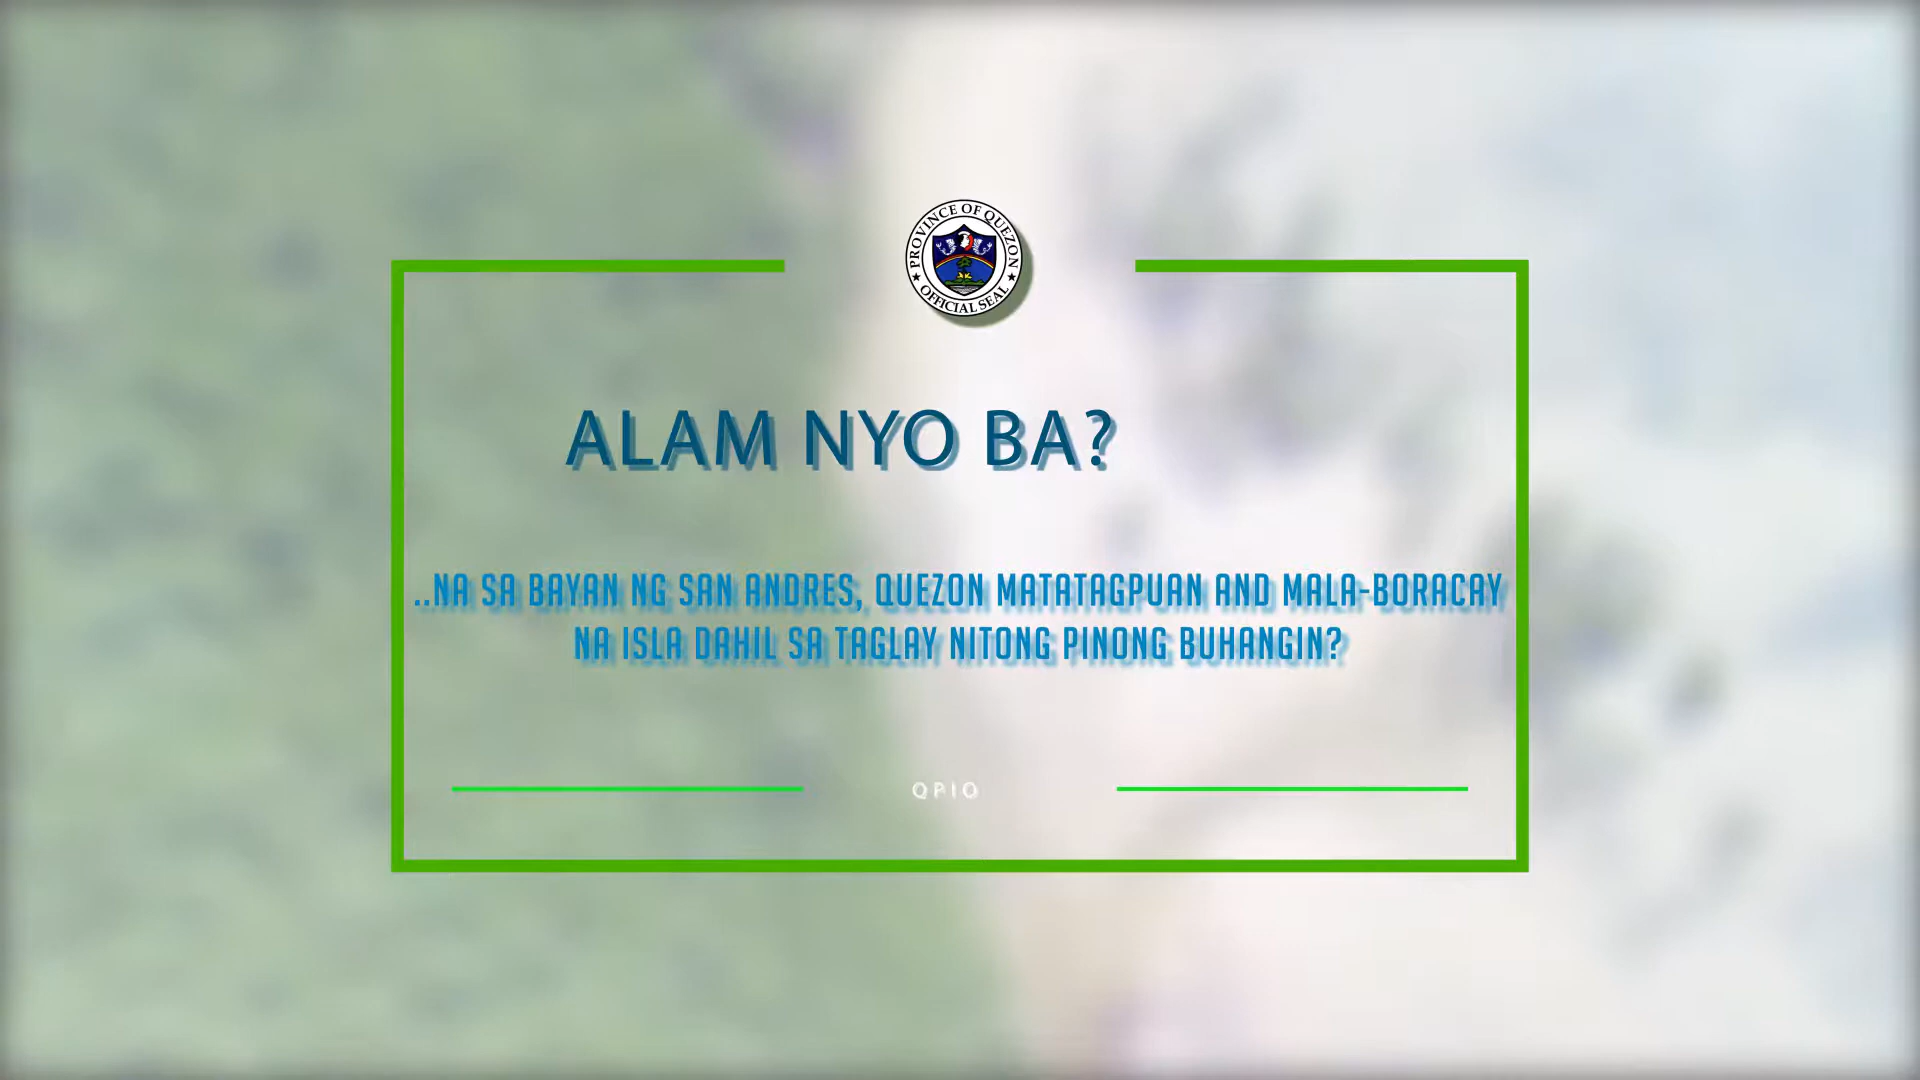 PROVINCE OF QUEZON
OFFICIAL SEAL
ALAM NYO BA?
..NA SA BAYAN NG SAN ANDRES, QUEZON MATATAGPUAN AND MALA-BORACAY
NA ISLA DAHIL SA TAGLAY NITONG PINONG BUHANGIN?
QPIO